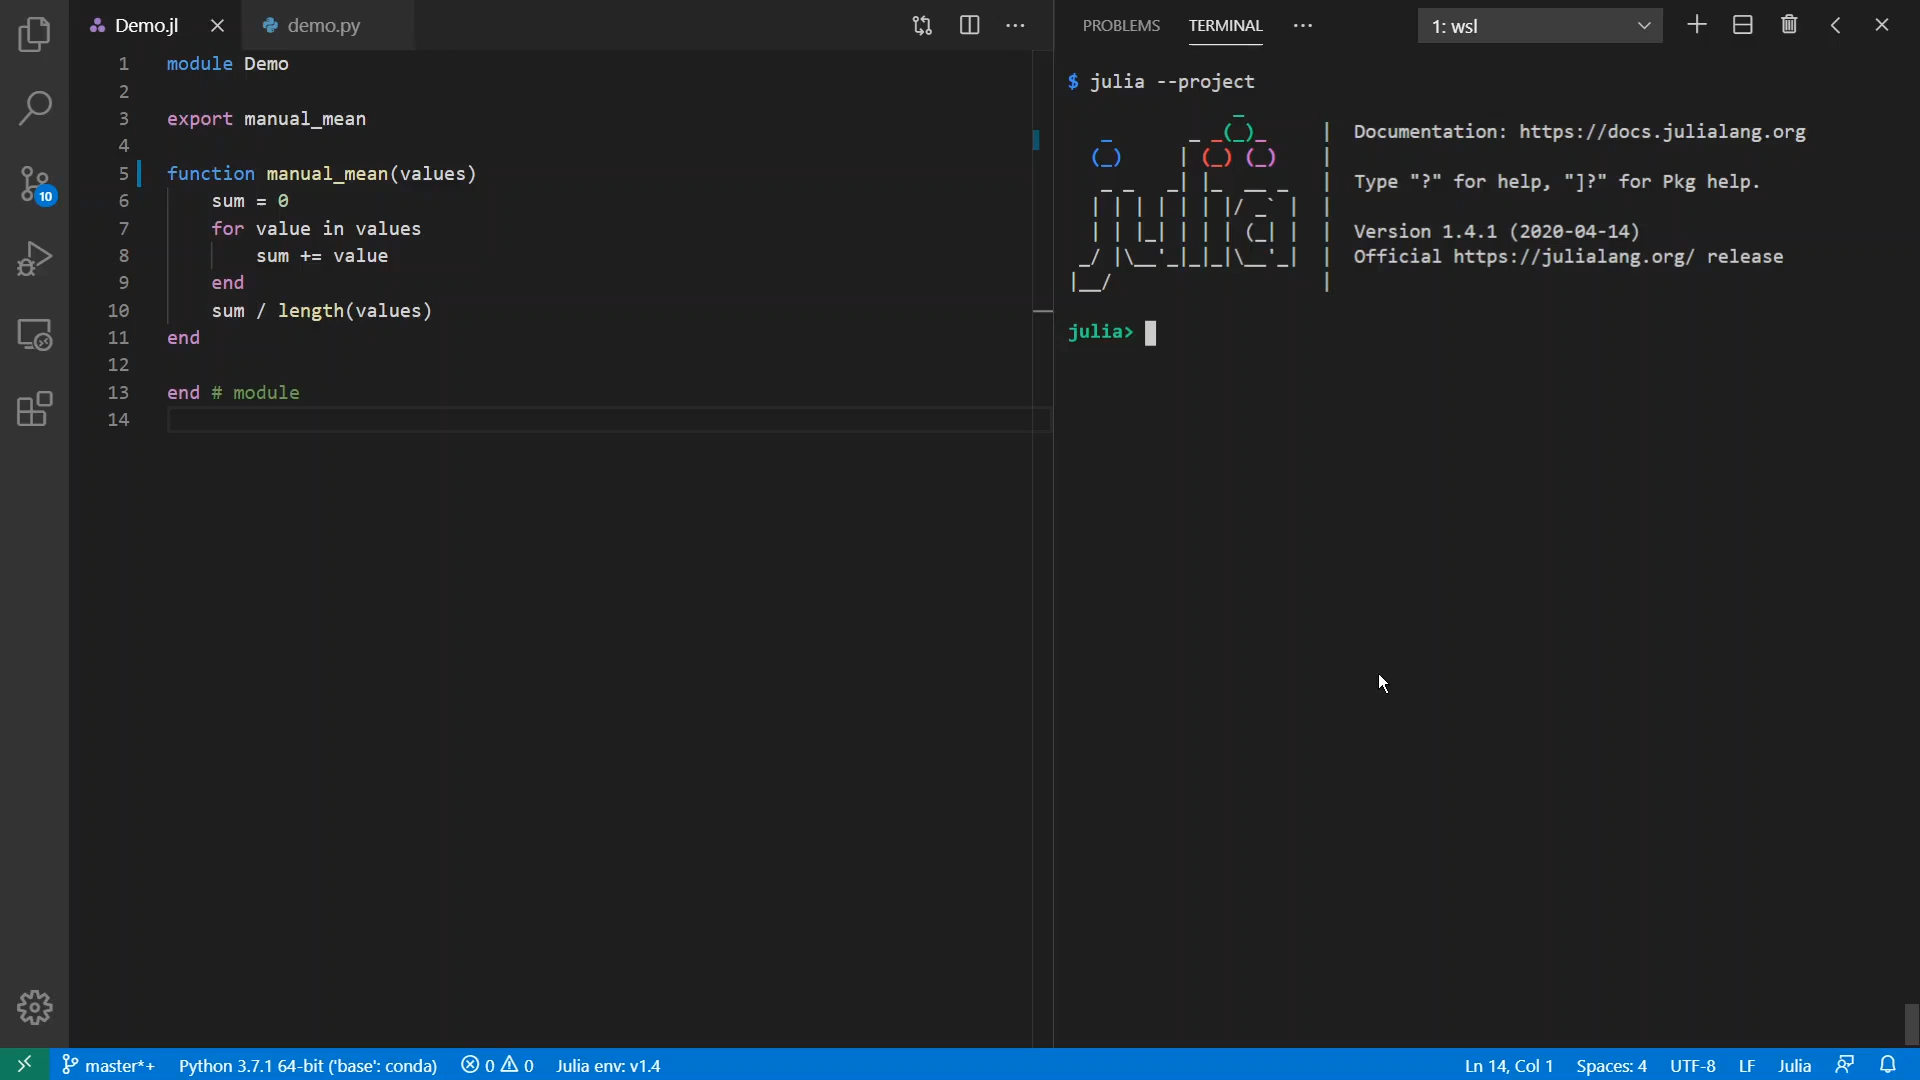 Demo.jl
demo.py
PROBLEMS
TERMINAL
1: wsl
1 module Demo
2
3 export manual_mean
4
5 function manual_mean(values)
6     sum = 0
7     for value in values
8         sum += value
9     end
10     sum / length(values)
11 end
12
13 end # module
14
10
$ julia --project
               _
   _       _ _(_)_     |  Documentation: https://docs.julialang.org
  (_)     | (_) (_)    |
   _ _   _| |_  __ _   |  Type "?" for help, "]?" for Pkg help.
  | | | | | | |/ _` |  |
  | | |_| | | | (_| |  |  Version 1.4.1 (2020-04-14)
 _/ |\__'_|_|_|\__'_|  |  Official https://julialang.org/ release
|__/                   |
julia>
master*+
Python 3.7.1 64-bit ('base': conda)
0 0
Julia env: v1.4
Ln 14, Col 1
Spaces: 4
UTF-8
LF
Julia